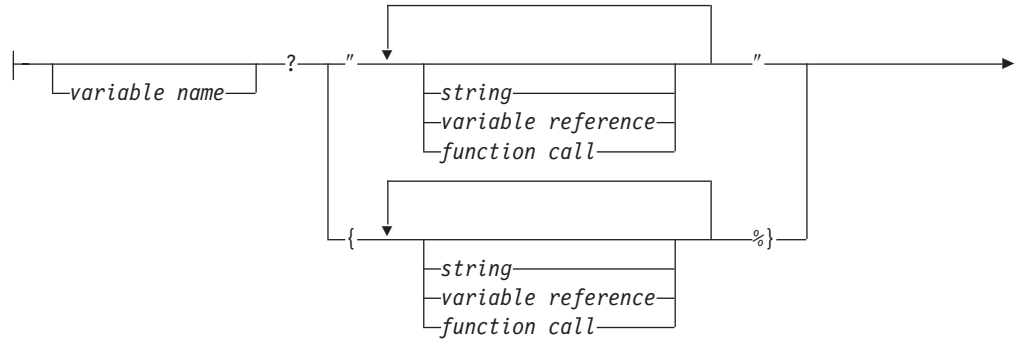 ? " "
variable name
string
variable reference
function call
{ %}
string
variable reference
function call